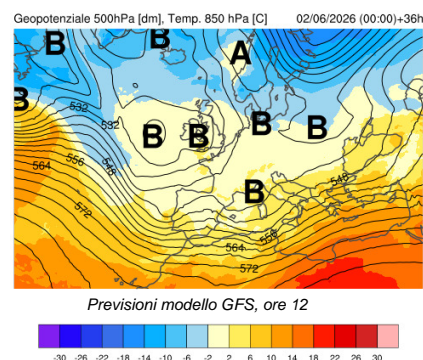 Geopotenziale 500hPa [dm], Temp. 850 hPa [C] 02/06/2026 (00:00)+36h
B B A
B
532
532 B B B B
564 556 548 548
572 B
556
564
572
Previsioni modello GFS, ore 12
-30 -26 -22 -18 -14 -10 -6 -2 2 6 10 14 18 22 26 30